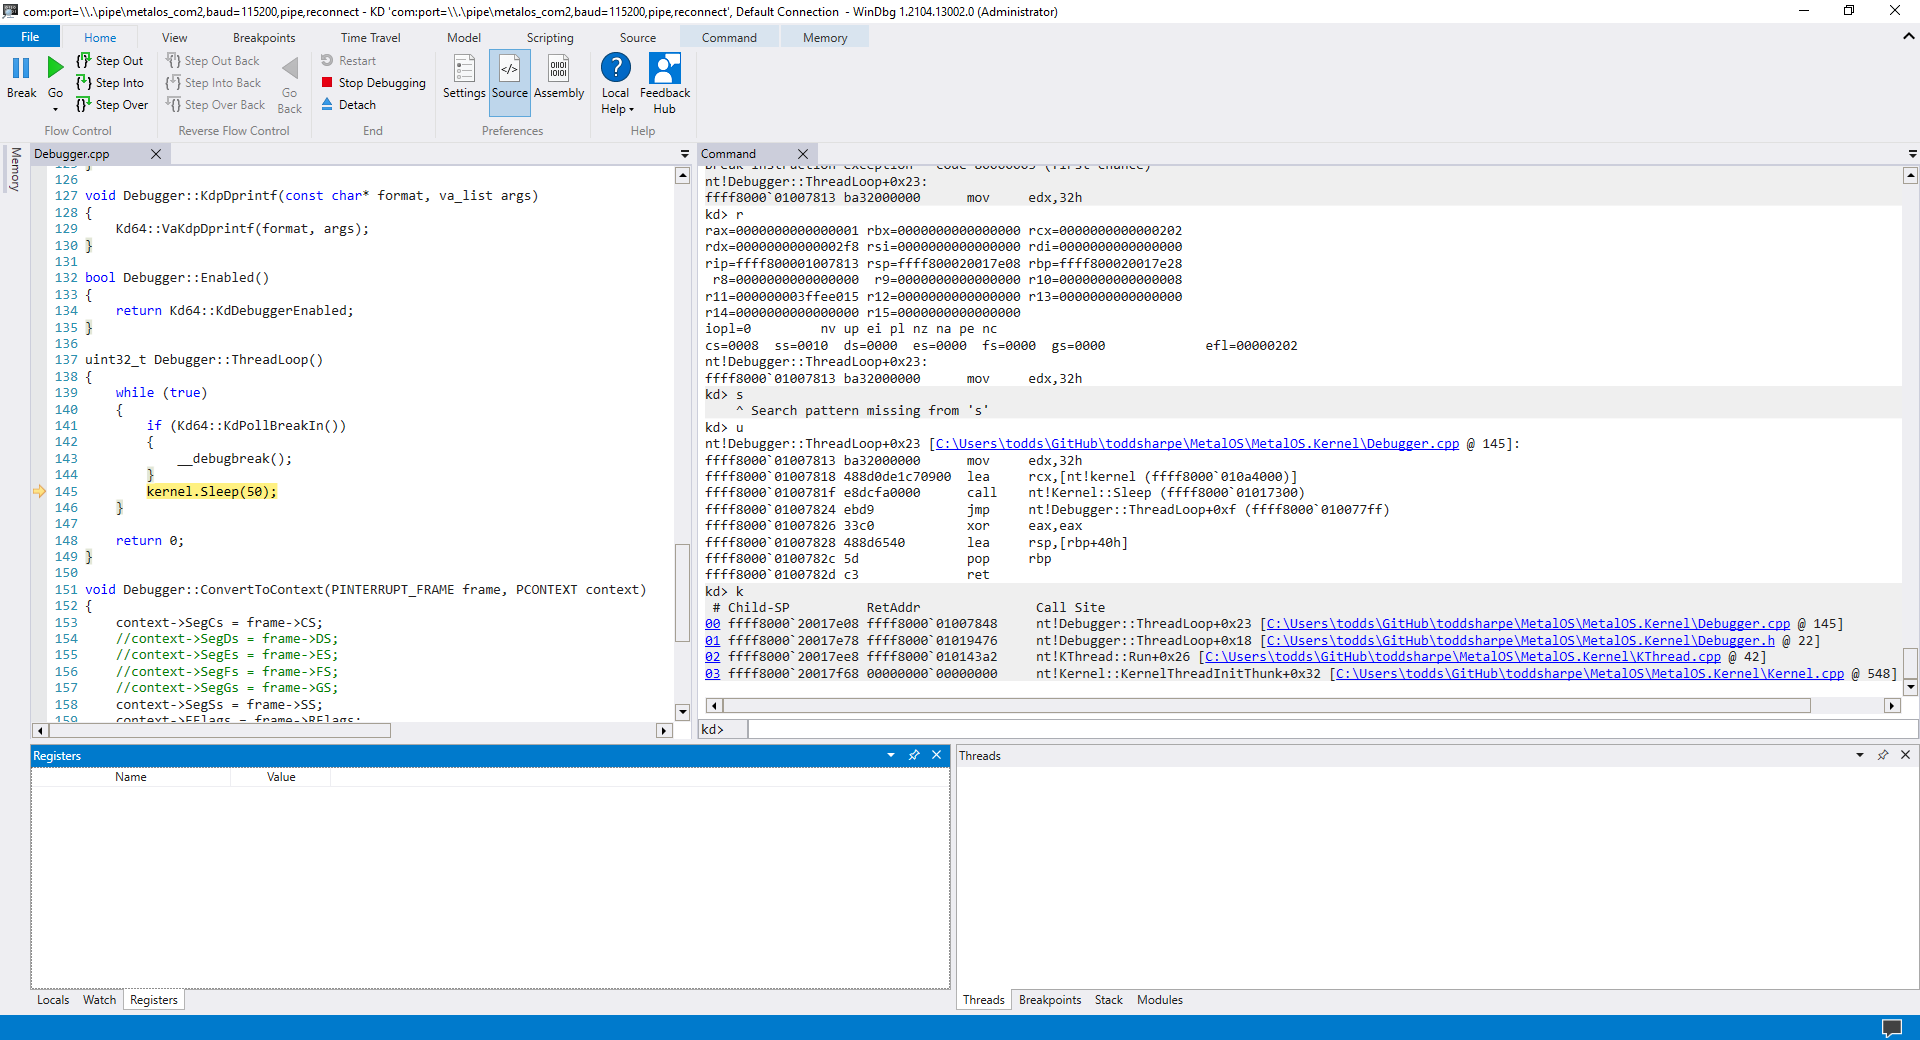 com:port=\\.\pipe\metalos_com2,baud=115200,pipe,reconnect - KD 'com:port=\\.\pipe\metalos_com2,baud=115200,pipe,reconnect', Default Connection - WinDbg 1.2104.13002.0 (Administrator)
File Home View Breakpoints Time Travel Model Scripting Source Command Memory
Break
Go
Step Out
Step Into
Step Over
Flow Control
Step Out Back
Step Into Back
Step Over Back
Go Back
Reverse Flow Control
Restart
Stop Debugging
Detach
End
Settings
Source
Assembly
Preferences
Local Help
Feedback Hub
Help
Memory
Debugger.cpp
125 }
126
127 void Debugger::KdpDprintf(const char* format, va_list args)
128 {
129     Kd64::VaKdpDprintf(format, args);
130 }
131
132 bool Debugger::Enabled()
133 {
134     return Kd64::KdDebuggerEnabled;
135 }
136
137 uint32_t Debugger::ThreadLoop()
138 {
139     while (true)
140     {
141         if (Kd64::KdPollBreakIn())
142         {
143             __debugbreak();
144         }
145         kernel.Sleep(50);
146     }
147
148     return 0;
149 }
150
151 void Debugger::ConvertToContext(PINTERRUPT_FRAME frame, PCONTEXT context)
152 {
153     context->SegCs = frame->CS;
154     //context->SegDs = frame->DS;
155     //context->SegEs = frame->ES;
156     //context->SegFs = frame->FS;
157     //context->SegGs = frame->GS;
158     context->SegSs = frame->SS;
159     context->EFlags = frame->RFlags;
Command
Break instruction exception - code 80000003 (first chance)
nt!Debugger::ThreadLoop+0x23:
ffff8000`01007813 ba32000000      mov     edx,32h
kd> r
rax=0000000000000001 rbx=0000000000000000 rcx=0000000000000202
rdx=00000000000002f8 rsi=0000000000000000 rdi=0000000000000000
rip=ffff800001007813 rsp=ffff800020017e08 rbp=ffff800020017e28
 r8=0000000000000000  r9=0000000000000000 r10=0000000000000008
r11=000000003ffee015 r12=0000000000000000 r13=0000000000000000
r14=0000000000000000 r15=0000000000000000
iopl=0         nv up ei pl nz na pe nc
cs=0008  ss=0010  ds=0000  es=0000  fs=0000  gs=0000             efl=00000202
nt!Debugger::ThreadLoop+0x23:
ffff8000`01007813 ba32000000      mov     edx,32h
kd> s
    ^ Search pattern missing from 's'
kd> u
nt!Debugger::ThreadLoop+0x23 [C:\Users\todds\GitHub\toddsharpe\MetalOS\MetalOS.Kernel\Debugger.cpp @ 145]:
ffff8000`01007813 ba32000000      mov     edx,32h
ffff8000`01007818 488d0de1c70900  lea     rcx,[nt!kernel (ffff8000`010a4000)]
ffff8000`0100781f e8dcfa0000      call    nt!Kernel::Sleep (ffff8000`01017300)
ffff8000`01007824 ebd9            jmp     nt!Debugger::ThreadLoop+0xf (ffff8000`010077ff)
ffff8000`01007826 33c0            xor     eax,eax
ffff8000`01007828 488d6540        lea     rsp,[rbp+40h]
ffff8000`0100782c 5d              pop     rbp
ffff8000`0100782d c3              ret
kd> k
 # Child-SP          RetAddr               Call Site
00 ffff8000`20017e08 ffff8000`01007848     nt!Debugger::ThreadLoop+0x23 [C:\Users\todds\GitHub\toddsharpe\MetalOS\MetalOS.Kernel\Debugger.cpp @ 145]
01 ffff8000`20017e78 ffff8000`01019476     nt!Debugger::ThreadLoop+0x18 [C:\Users\todds\GitHub\toddsharpe\MetalOS\MetalOS.Kernel\Debugger.h @ 22]
02 ffff8000`20017ee8 ffff8000`010143a2     nt!KThread::Run+0x26 [C:\Users\todds\GitHub\toddsharpe\MetalOS\MetalOS.Kernel\KThread.cpp @ 42]
03 ffff8000`20017f68 00000000`00000000     nt!Kernel::KernelThreadInitThunk+0x32 [C:\Users\todds\GitHub\toddsharpe\MetalOS\MetalOS.Kernel\Kernel.cpp @ 548]
kd>
Registers
Name Value
Locals Watch Registers
Threads
Threads Breakpoints Stack Modules